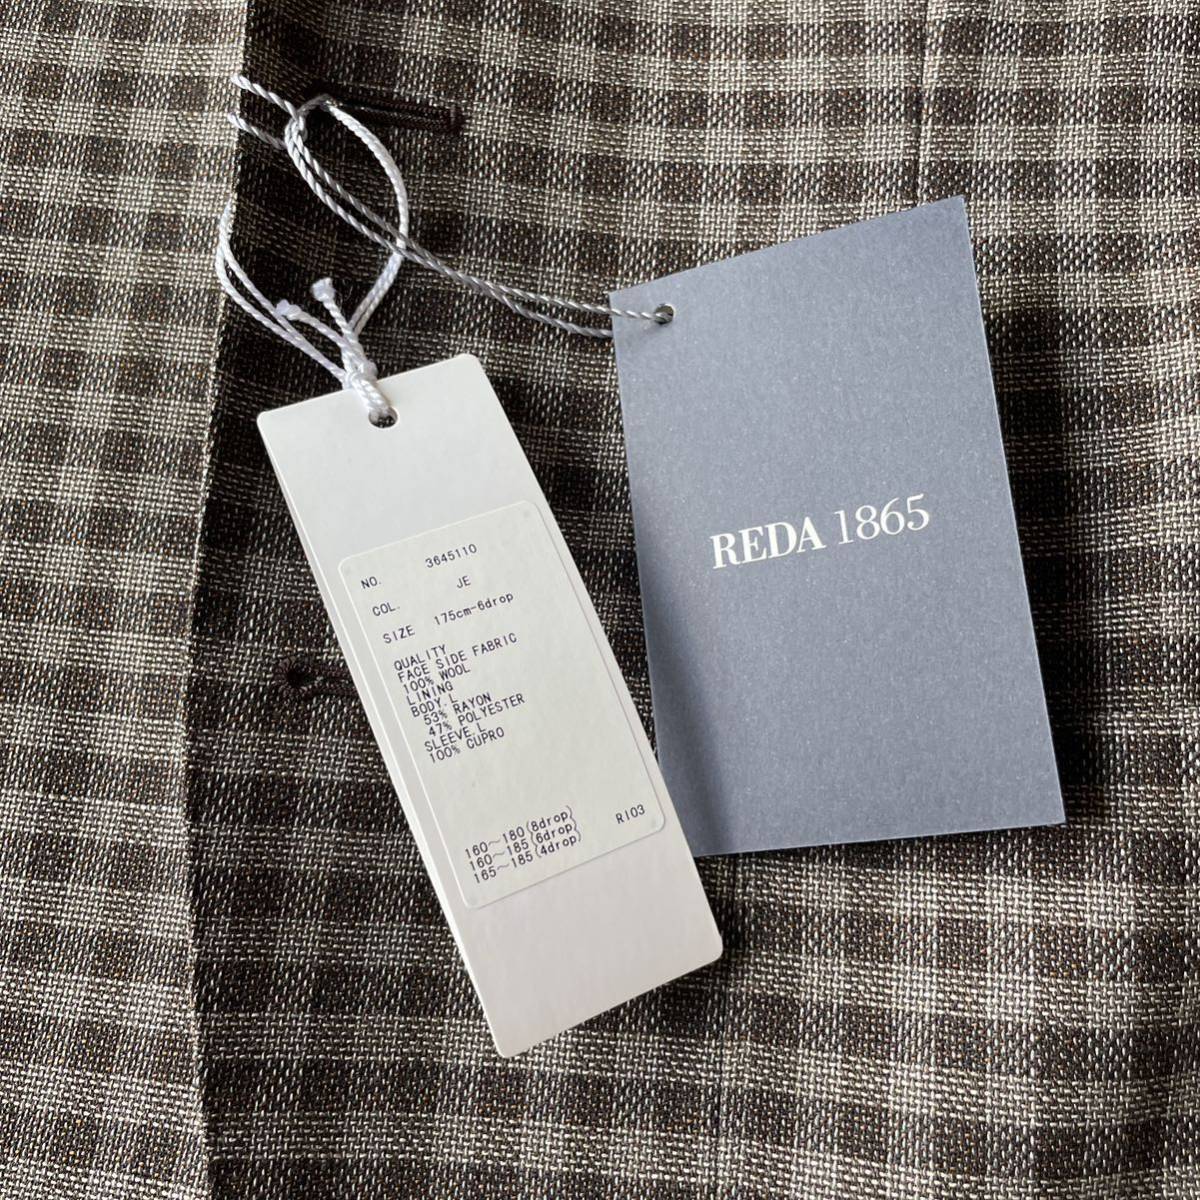 NO. 3645110
COL. JE
SIZE 175cm-6drop
QUALITY
FACE SIDE FABRIC
100% WOOL
LINING
BODY.L
53% RAYON
47% POLYESTER
SLEEVE.L
100% CUPRO
160～180(8drop)
160～185(6drop)
165～185(4drop)
RI03
REDA 1865